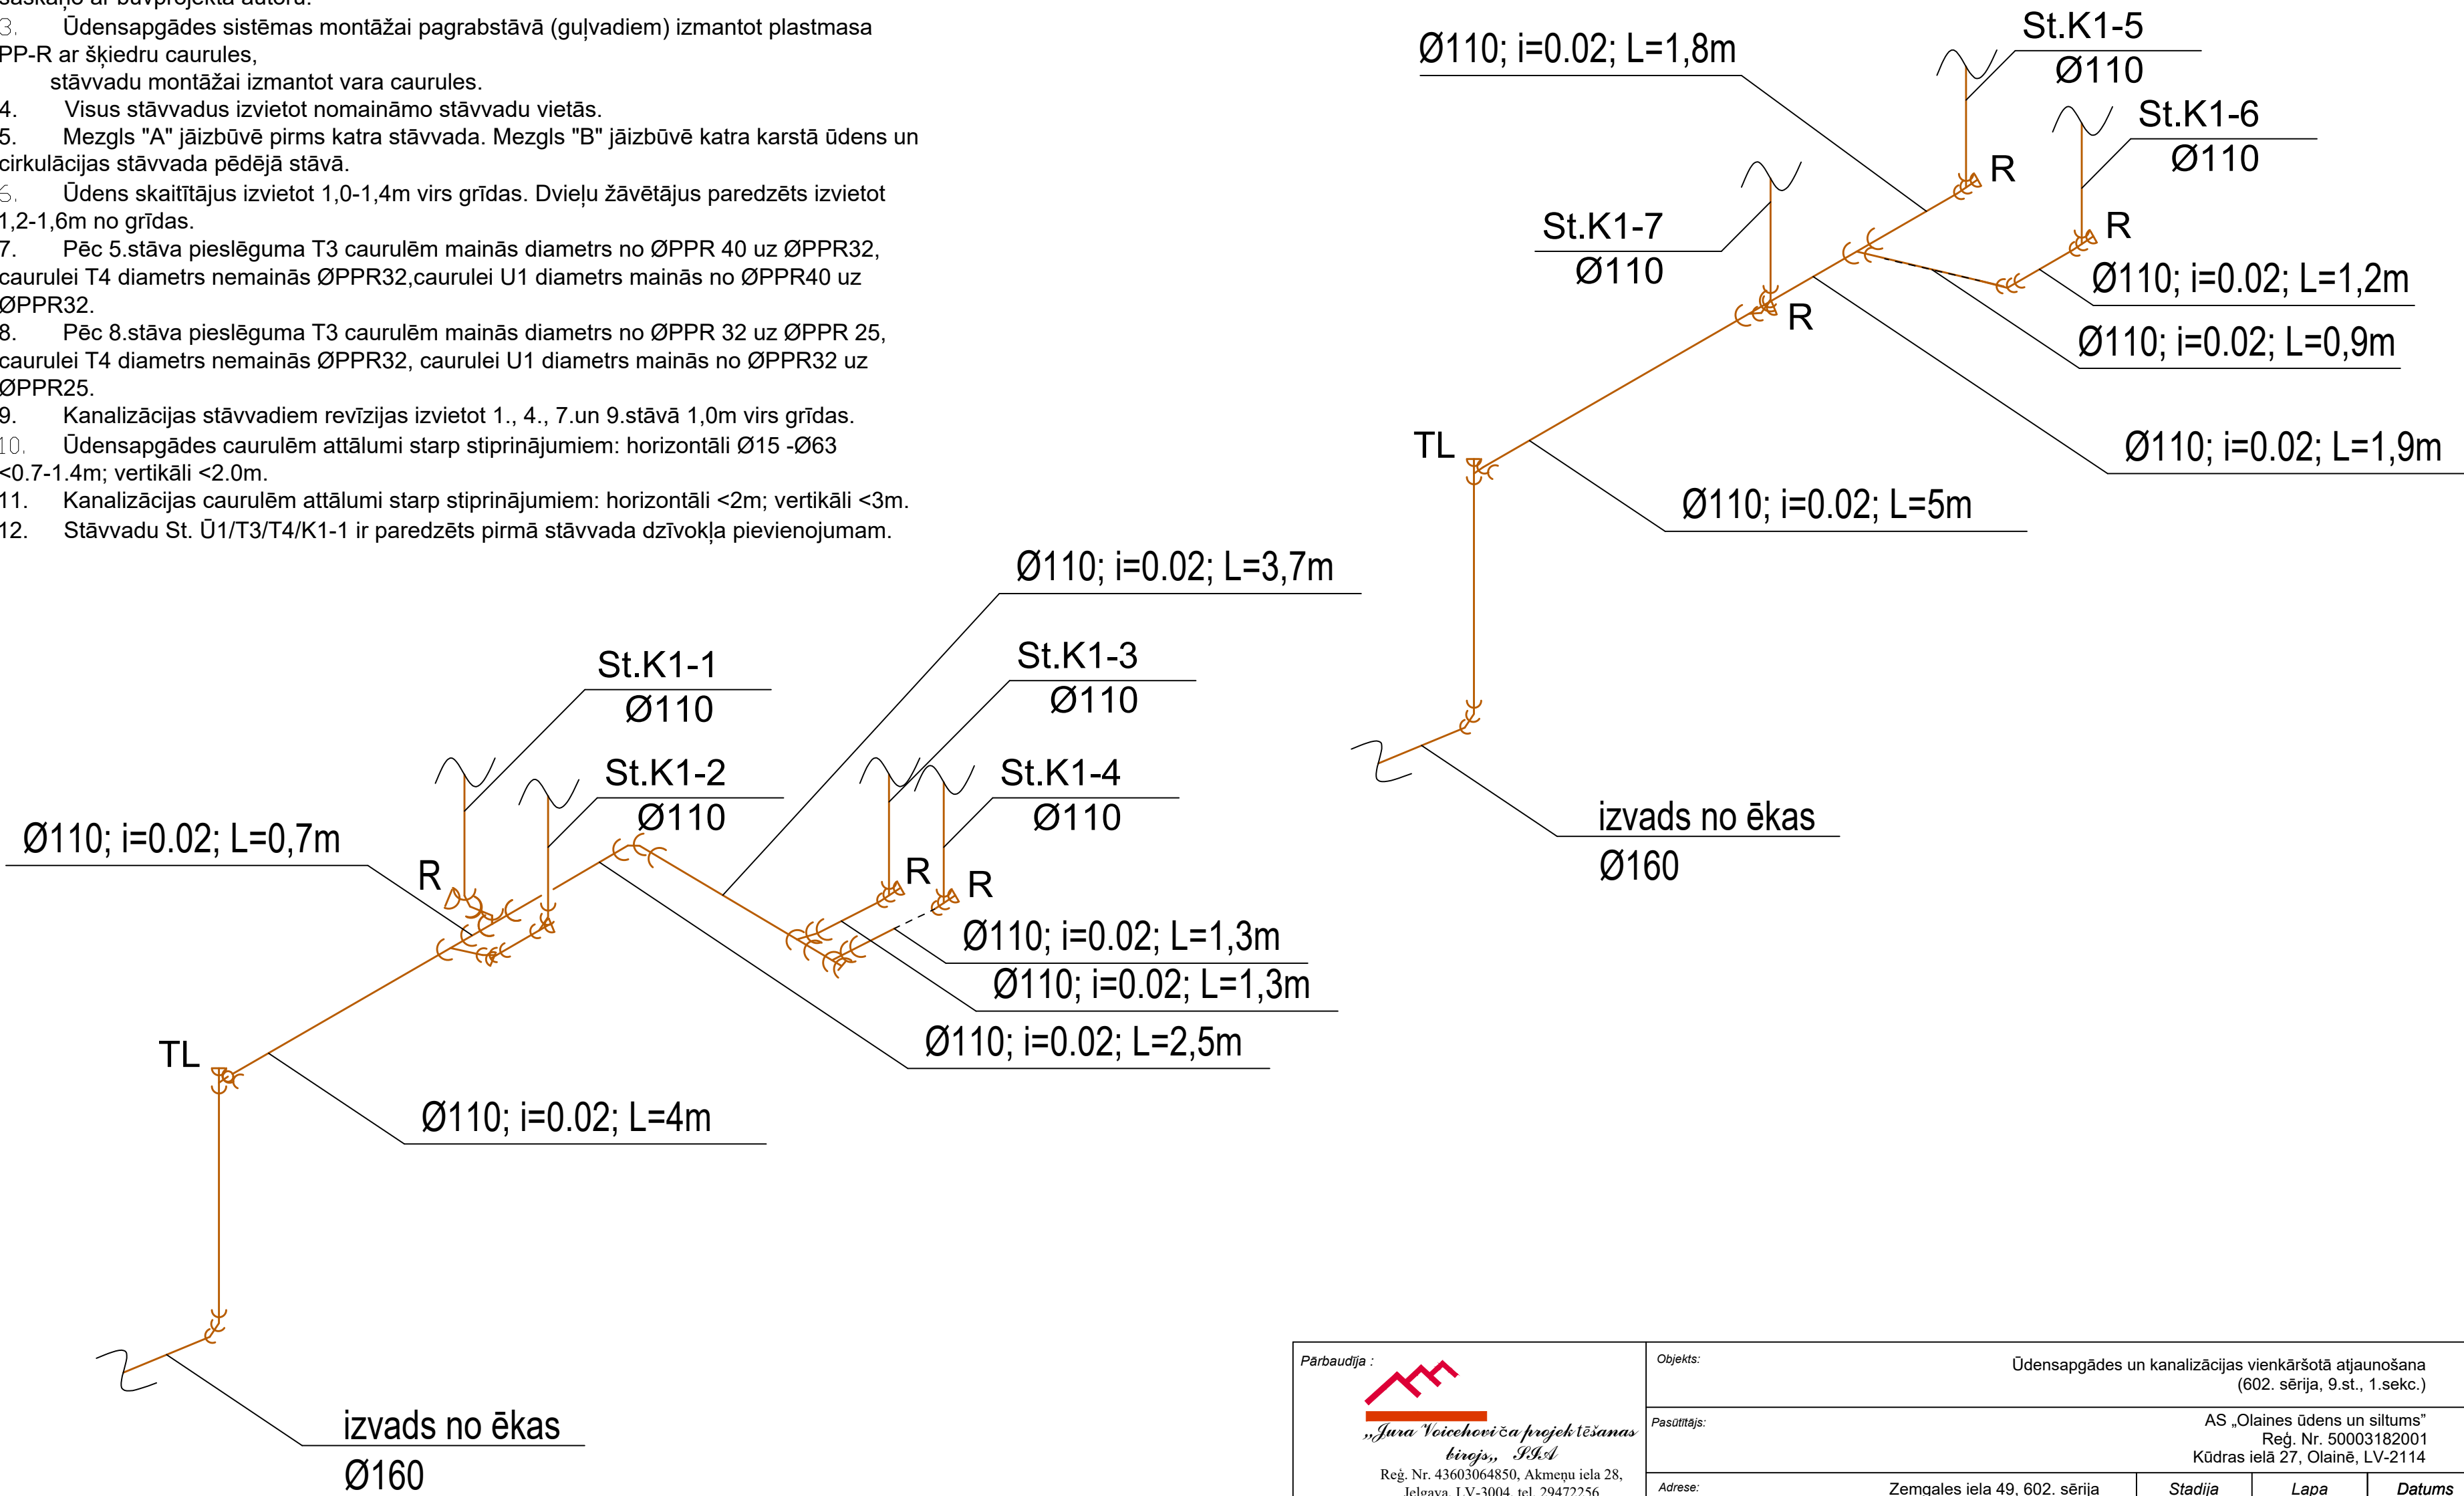 saskaņo ar būvprojekta autoru.
3. Ūdensapgādes sistēmas montāžai pagrabstāvā (guļvadiem) izmantot plastmasa
PP-R ar šķiedru caurules,
stāvvadu montāžai izmantot vara caurules.
4. Visus stāvvadus izvietot nomaināmo stāvvadu vietās.
5. Mezgls "A" jāizbūvē pirms katra stāvvada. Mezgls "B" jāizbūvē katra karstā ūdens un
cirkulācijas stāvvada pēdējā stāvā.
6. Ūdens skaitītājus izvietot 1,0-1,4m virs grīdas. Dvieļu žāvētājus paredzēts izvietot
1,2-1,6m no grīdas.
7. Pēc 5.stāva pieslēguma T3 caurulēm mainās diametrs no ØPPR 40 uz ØPPR32,
caurulei T4 diametrs nemainās ØPPR32,caurulei U1 diametrs mainās no ØPPR40 uz
ØPPR32.
8. Pēc 8.stāva pieslēguma T3 caurulēm mainās diametrs no ØPPR 32 uz ØPPR 25,
caurulei T4 diametrs nemainās ØPPR32, caurulei U1 diametrs mainās no ØPPR32 uz
ØPPR25.
9. Kanalizācijas stāvvadiem revīzijas izvietot 1., 4., 7.un 9.stāvā 1,0m virs grīdas.
10. Ūdensapgādes caurulēm attālumi starp stiprinājumiem: horizontāli Ø15 -Ø63
<0.7-1.4m; vertikāli <2.0m.
11. Kanalizācijas caurulēm attālumi starp stiprinājumiem: horizontāli <2m; vertikāli <3m.
12. Stāvvadu St. Ū1/T3/T4/K1-1 ir paredzēts pirmā stāvvada dzīvokļa pievienojumam.
Ø110; i=0.02; L=1,8m
St.K1-5
Ø110
St.K1-6
Ø110
R
St.K1-7
Ø110
R
R
Ø110; i=0.02; L=1,2m
Ø110; i=0.02; L=0,9m
Ø110; i=0.02; L=1,9m
TL
Ø110; i=0.02; L=5m
izvads no ēkas
Ø160
Ø110; i=0.02; L=3,7m
St.K1-1
Ø110
St.K1-3
Ø110
St.K1-2
Ø110
St.K1-4
Ø110
Ø110; i=0.02; L=0,7m
R
R
R
Ø110; i=0.02; L=1,3m
Ø110; i=0.02; L=1,3m
Ø110; i=0.02; L=2,5m
TL
Ø110; i=0.02; L=4m
izvads no ēkas
Ø160
Pārbaudīja :
„Jura Voicehoviča projektēšanas
birojs„ SIA
Reģ. Nr. 43603064850, Akmeņu iela 28,
Jelgava, LV-3004, tel. 29472256
Objekts:
Ūdensapgādes un kanalizācijas vienkāršotā atjaunošana
(602. sērija, 9.st., 1.sekc.)
Pasūtītājs:
AS „Olaines ūdens un siltums”
Reģ. Nr. 50003182001
Kūdras ielā 27, Olainē, LV-2114
Adrese:
Zemgales iela 49, 602. sērija
Stadija
Lapa
Datums